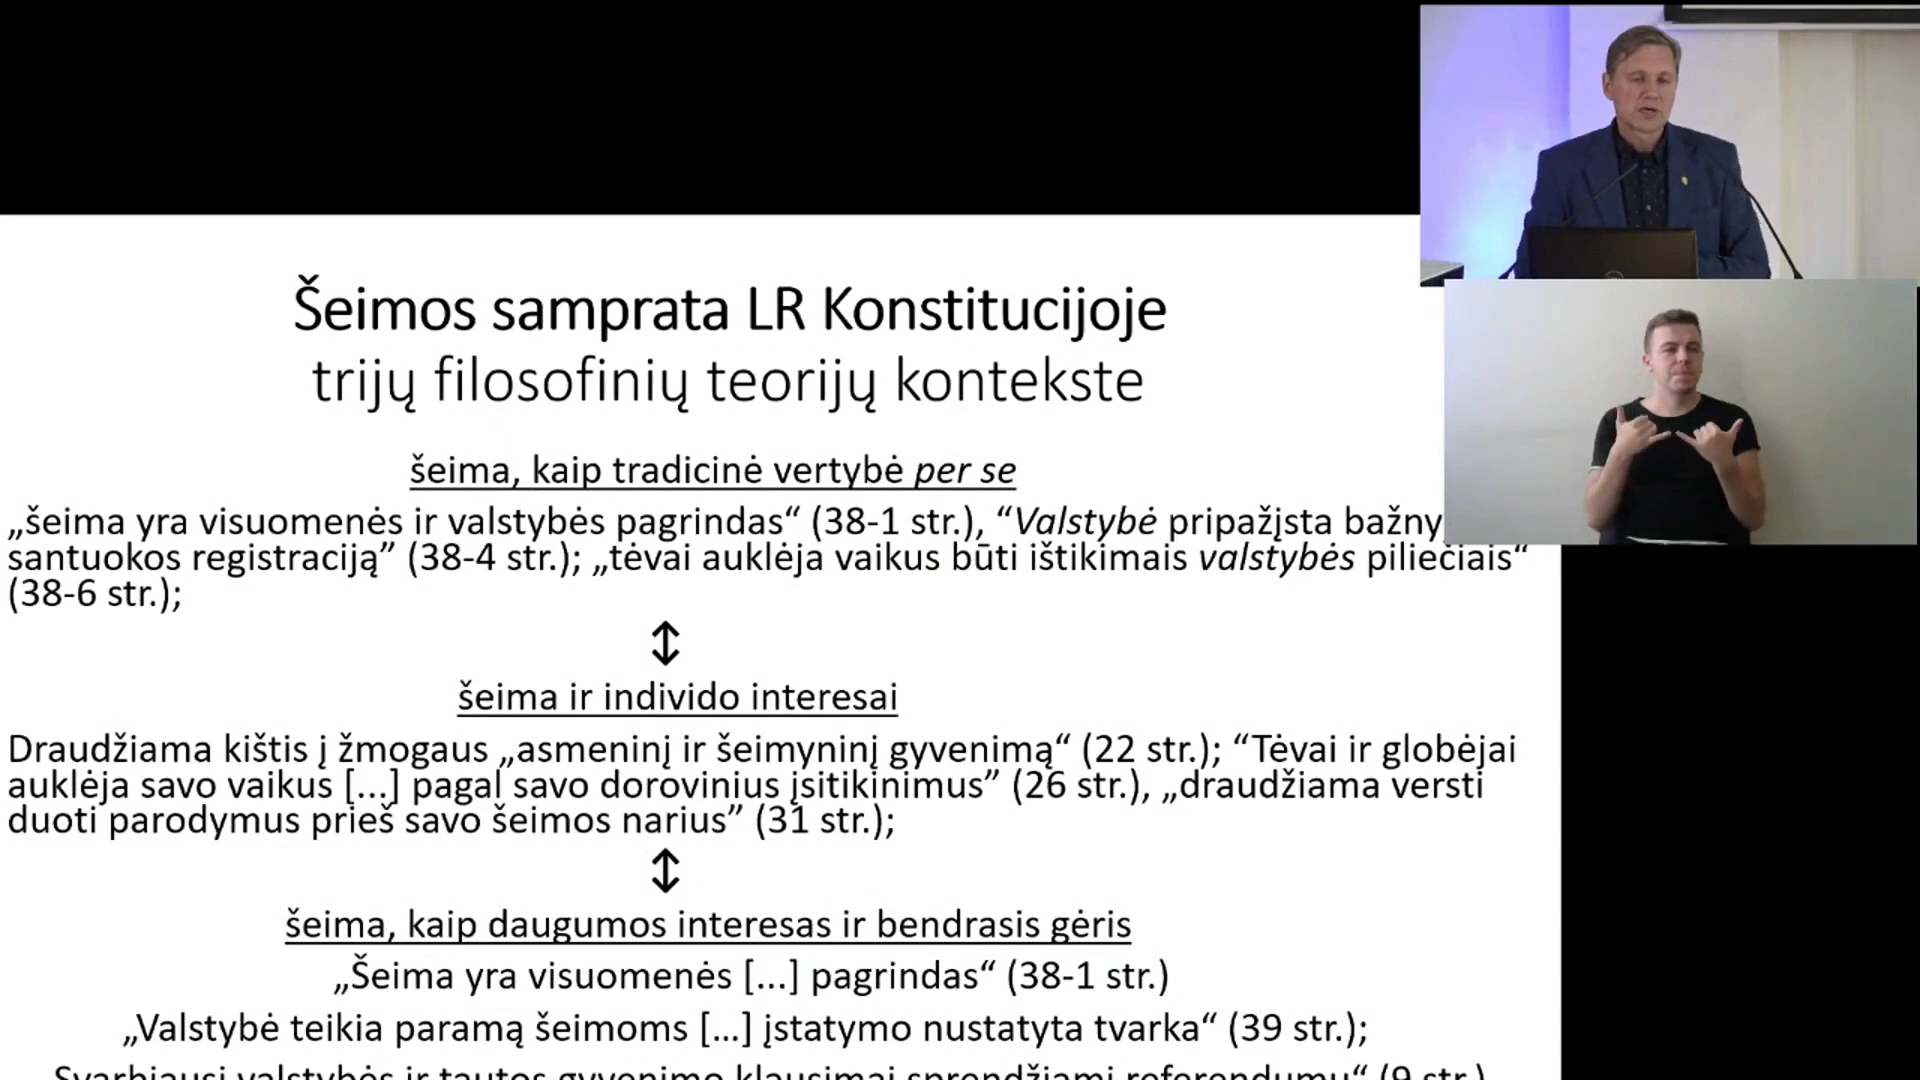 Šeimos samprata LR Konstitucijoje
trijų filosofinių teorijų kontekste
šeima, kaip tradicinė vertybė per se
„šeima yra visuomenės ir valstybės pagrindas“ (38-1 str.), “Valstybė pripažįsta
santuokos registraciją” (38-4 str.); „tėvai auklėja vaikus būti ištikimais valstybės piliečiais“
(38-6 str.);
↕
šeima ir individo interesai
Draudžiama kištis į žmogaus „asmeninį ir šeimyninį gyvenimą“ (22 str.); “Tėvai ir globėjai
auklėja savo vaikus [...] pagal savo dorovinius įsitikinimus” (26 str.), „draudžiama versti
duoti parodymus prieš savo šeimos narius” (31 str.);
↕
šeima, kaip daugumos interesas ir bendrasis gėris
„Šeima yra visuomenės [...] pagrindas“ (38-1 str.)
„Valstybė teikia paramą šeimoms [...] įstatymo nustatyta tvarka“ (39 str.);
Svarbiausi valstybės ir tautos gyvenimo klausimai sprendžiami referendumu“ (9 str.)